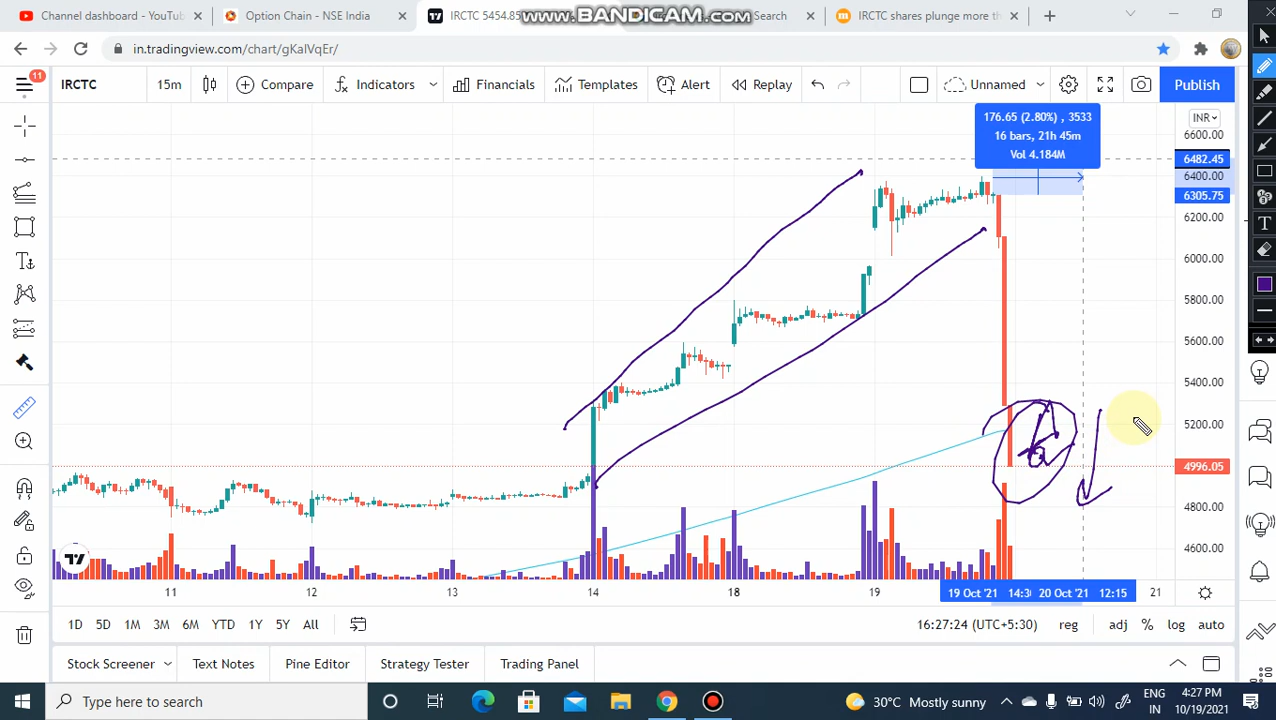 Channel dashboard - YouTu
Option Chain - NSE India
IRCTC 5454.85
www.BANDICAM.com
Search
IRCTC shares plunge more th
in.tradingview.com/chart/gKaIVqEr/
11
IRCTC
15m
Compare
Indicators
Financials
Templates
Alert
Replay
Unnamed
Publish
176.65 (2.80%) , 3533
16 bars, 21h 45m
Vol 4.184M
INR
6600.00
6482.45
6400.00
6305.75
6200.00
6000.00
5800.00
5600.00
5400.00
5200.00
4996.05
4800.00
4600.00
11
12
13
14
18
19
19 Oct '21
14:3
20 Oct '21
12:15
21
1D
5D
1M
3M
6M
YTD
1Y
5Y
All
16:27:24 (UTC+5:30)
reg
adj
%
log
auto
Stock Screener
Text Notes
Pine Editor
Strategy Tester
Trading Panel
Type here to search
30°C Mostly sunny
ENG
IN
4:27 PM
10/19/2021